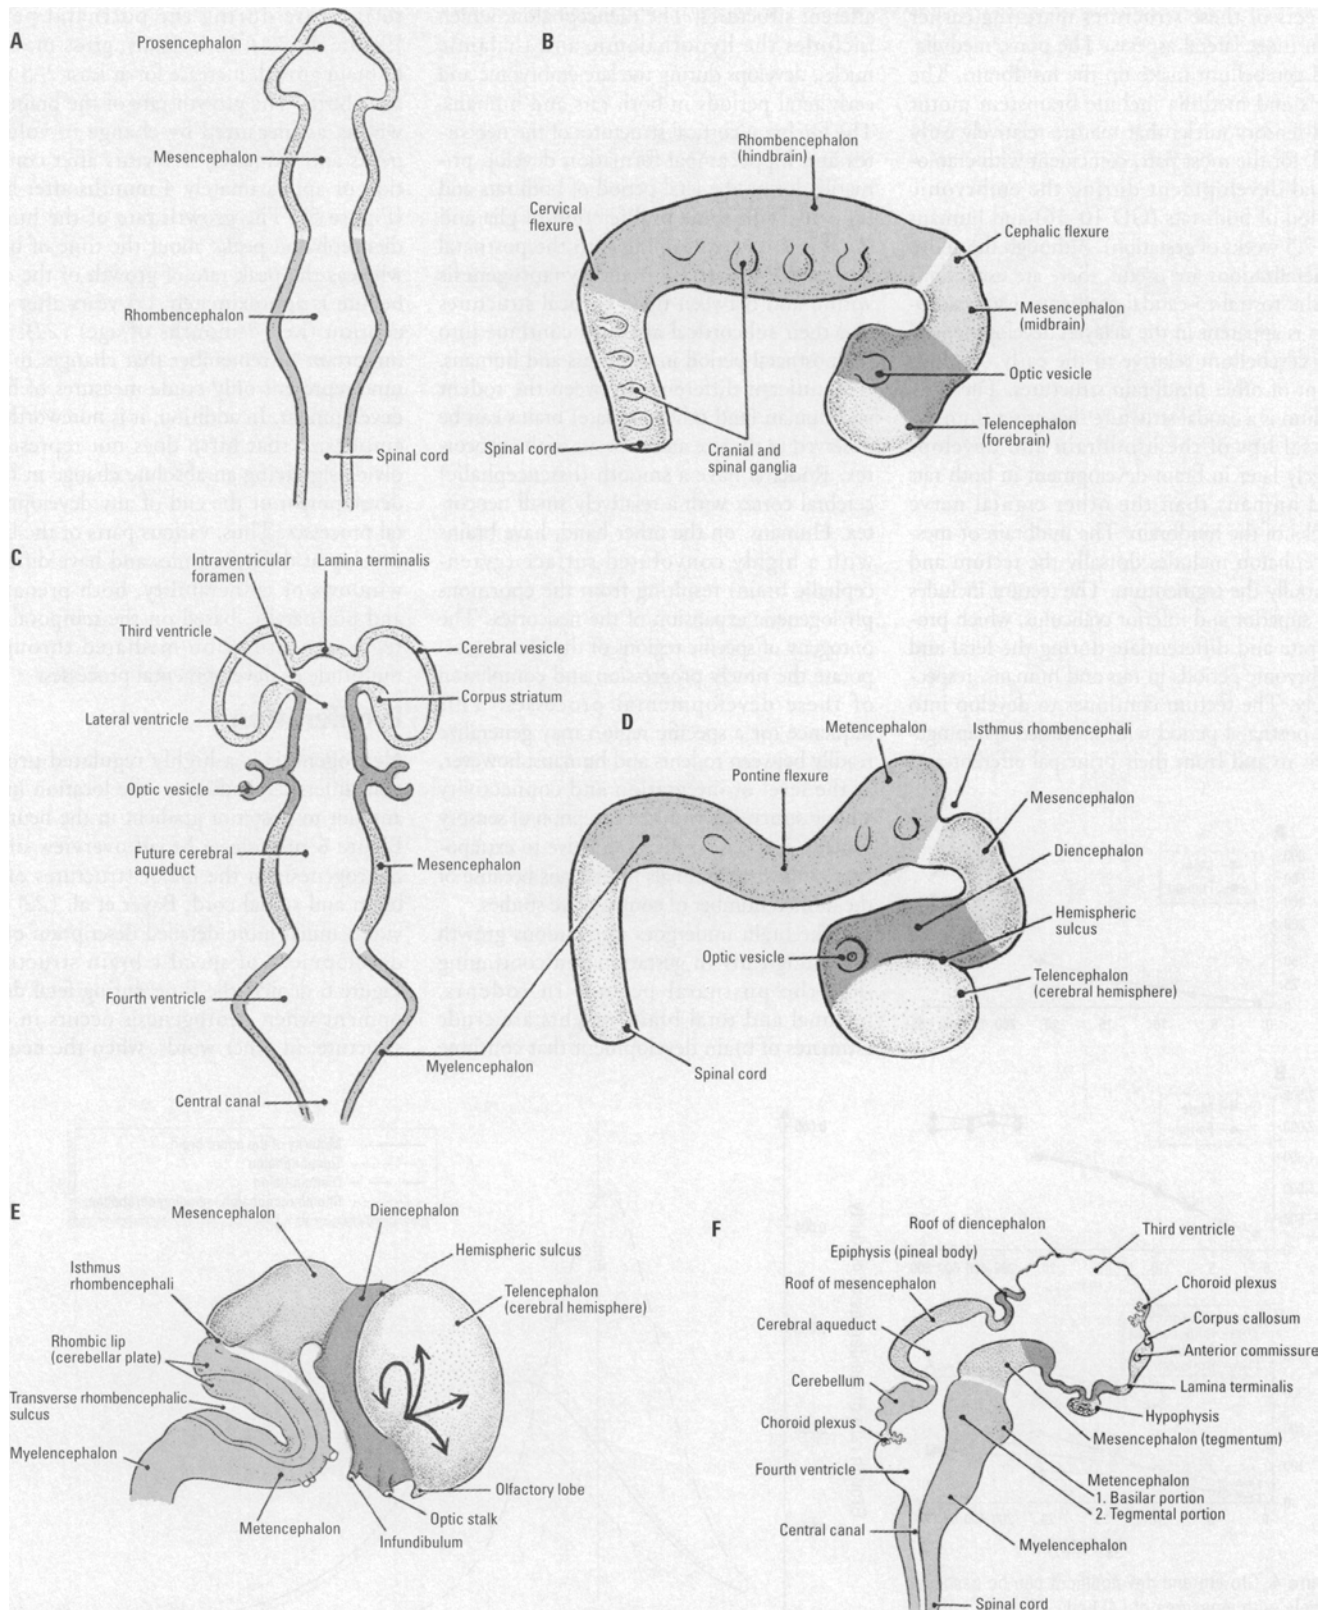 A
Prosencephalon
Mesencephalon
Rhombencephalon
Spinal cord
B
Rhombencephalon
(hindbrain)
Cervical
flexure
Cephalic flexure
Mesencephalon
(midbrain)
Optic vesicle
Telencephalon
(forebrain)
Spinal cord
Cranial and
spinal ganglia
C
Intraventricular
foramen
Lamina terminalis
Third ventricle
Cerebral vesicle
Corpus striatum
Lateral ventricle
Optic vesicle
Future cerebral
aqueduct
Mesencephalon
Fourth ventricle
Myelencephalon
Central canal
D
Metencephalon
Isthmus rhombencephali
Pontine flexure
Mesencephalon
Diencephalon
Hemispheric
sulcus
Optic vesicle
Telencephalon
(cerebral hemisphere)
Spinal cord
E
Mesencephalon
Diencephalon
Hemispheric sulcus
Isthmus
rhombencephali
Telencephalon
(cerebral hemisphere)
Rhombic lip
(cerebellar plate)
Transverse rhombencephalic
sulcus
Myelencephalon
Olfactory lobe
Optic stalk
Metencephalon
Infundibulum
F
Roof of diencephalon
Third ventricle
Epiphysis (pineal body)
Roof of mesencephalon
Choroid plexus
Corpus callosum
Cerebral aqueduct
Anterior commissure
Cerebellum
Lamina terminalis
Choroid plexus
Hypophysis
Mesencephalon (tegmentum)
Fourth ventricle
Metencephalon
1. Basilar portion
2. Tegmental portion
Central canal
Myelencephalon
Spinal cord